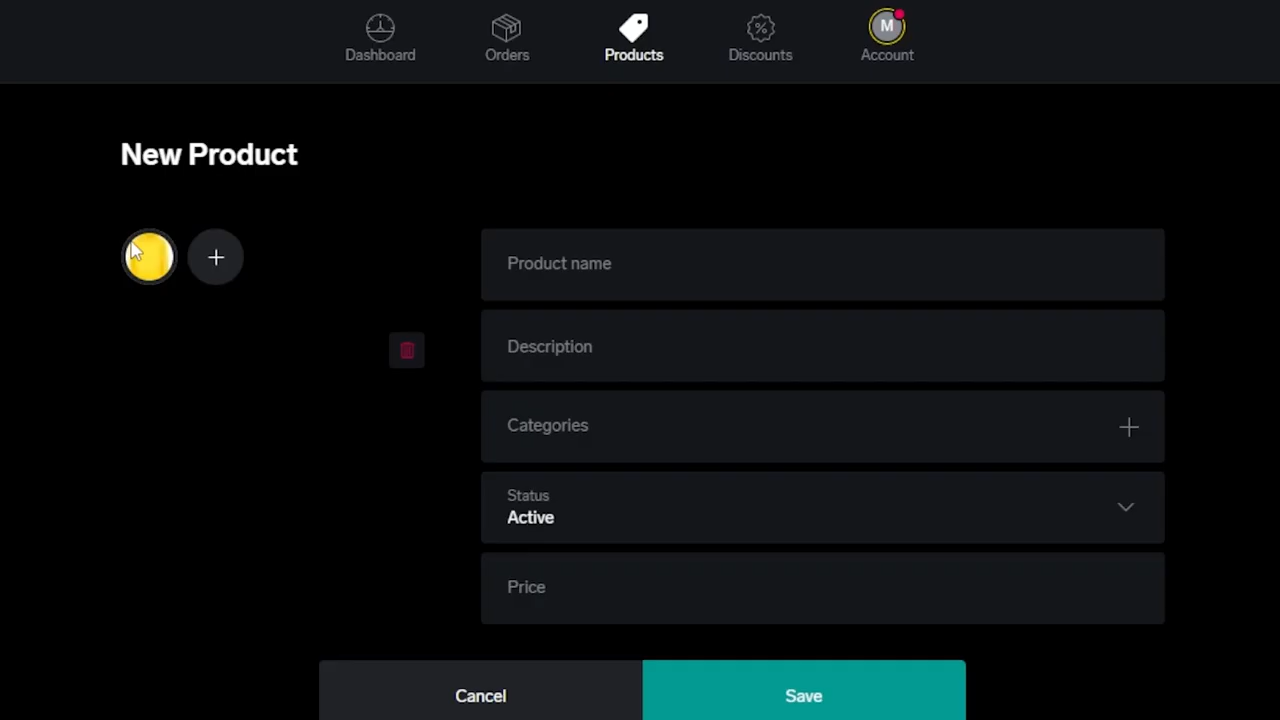 Dashboard
Orders
Products
Discounts
M
Account
New Product
Product name
Description
Categories
Status
Active
Price
Cancel
Save